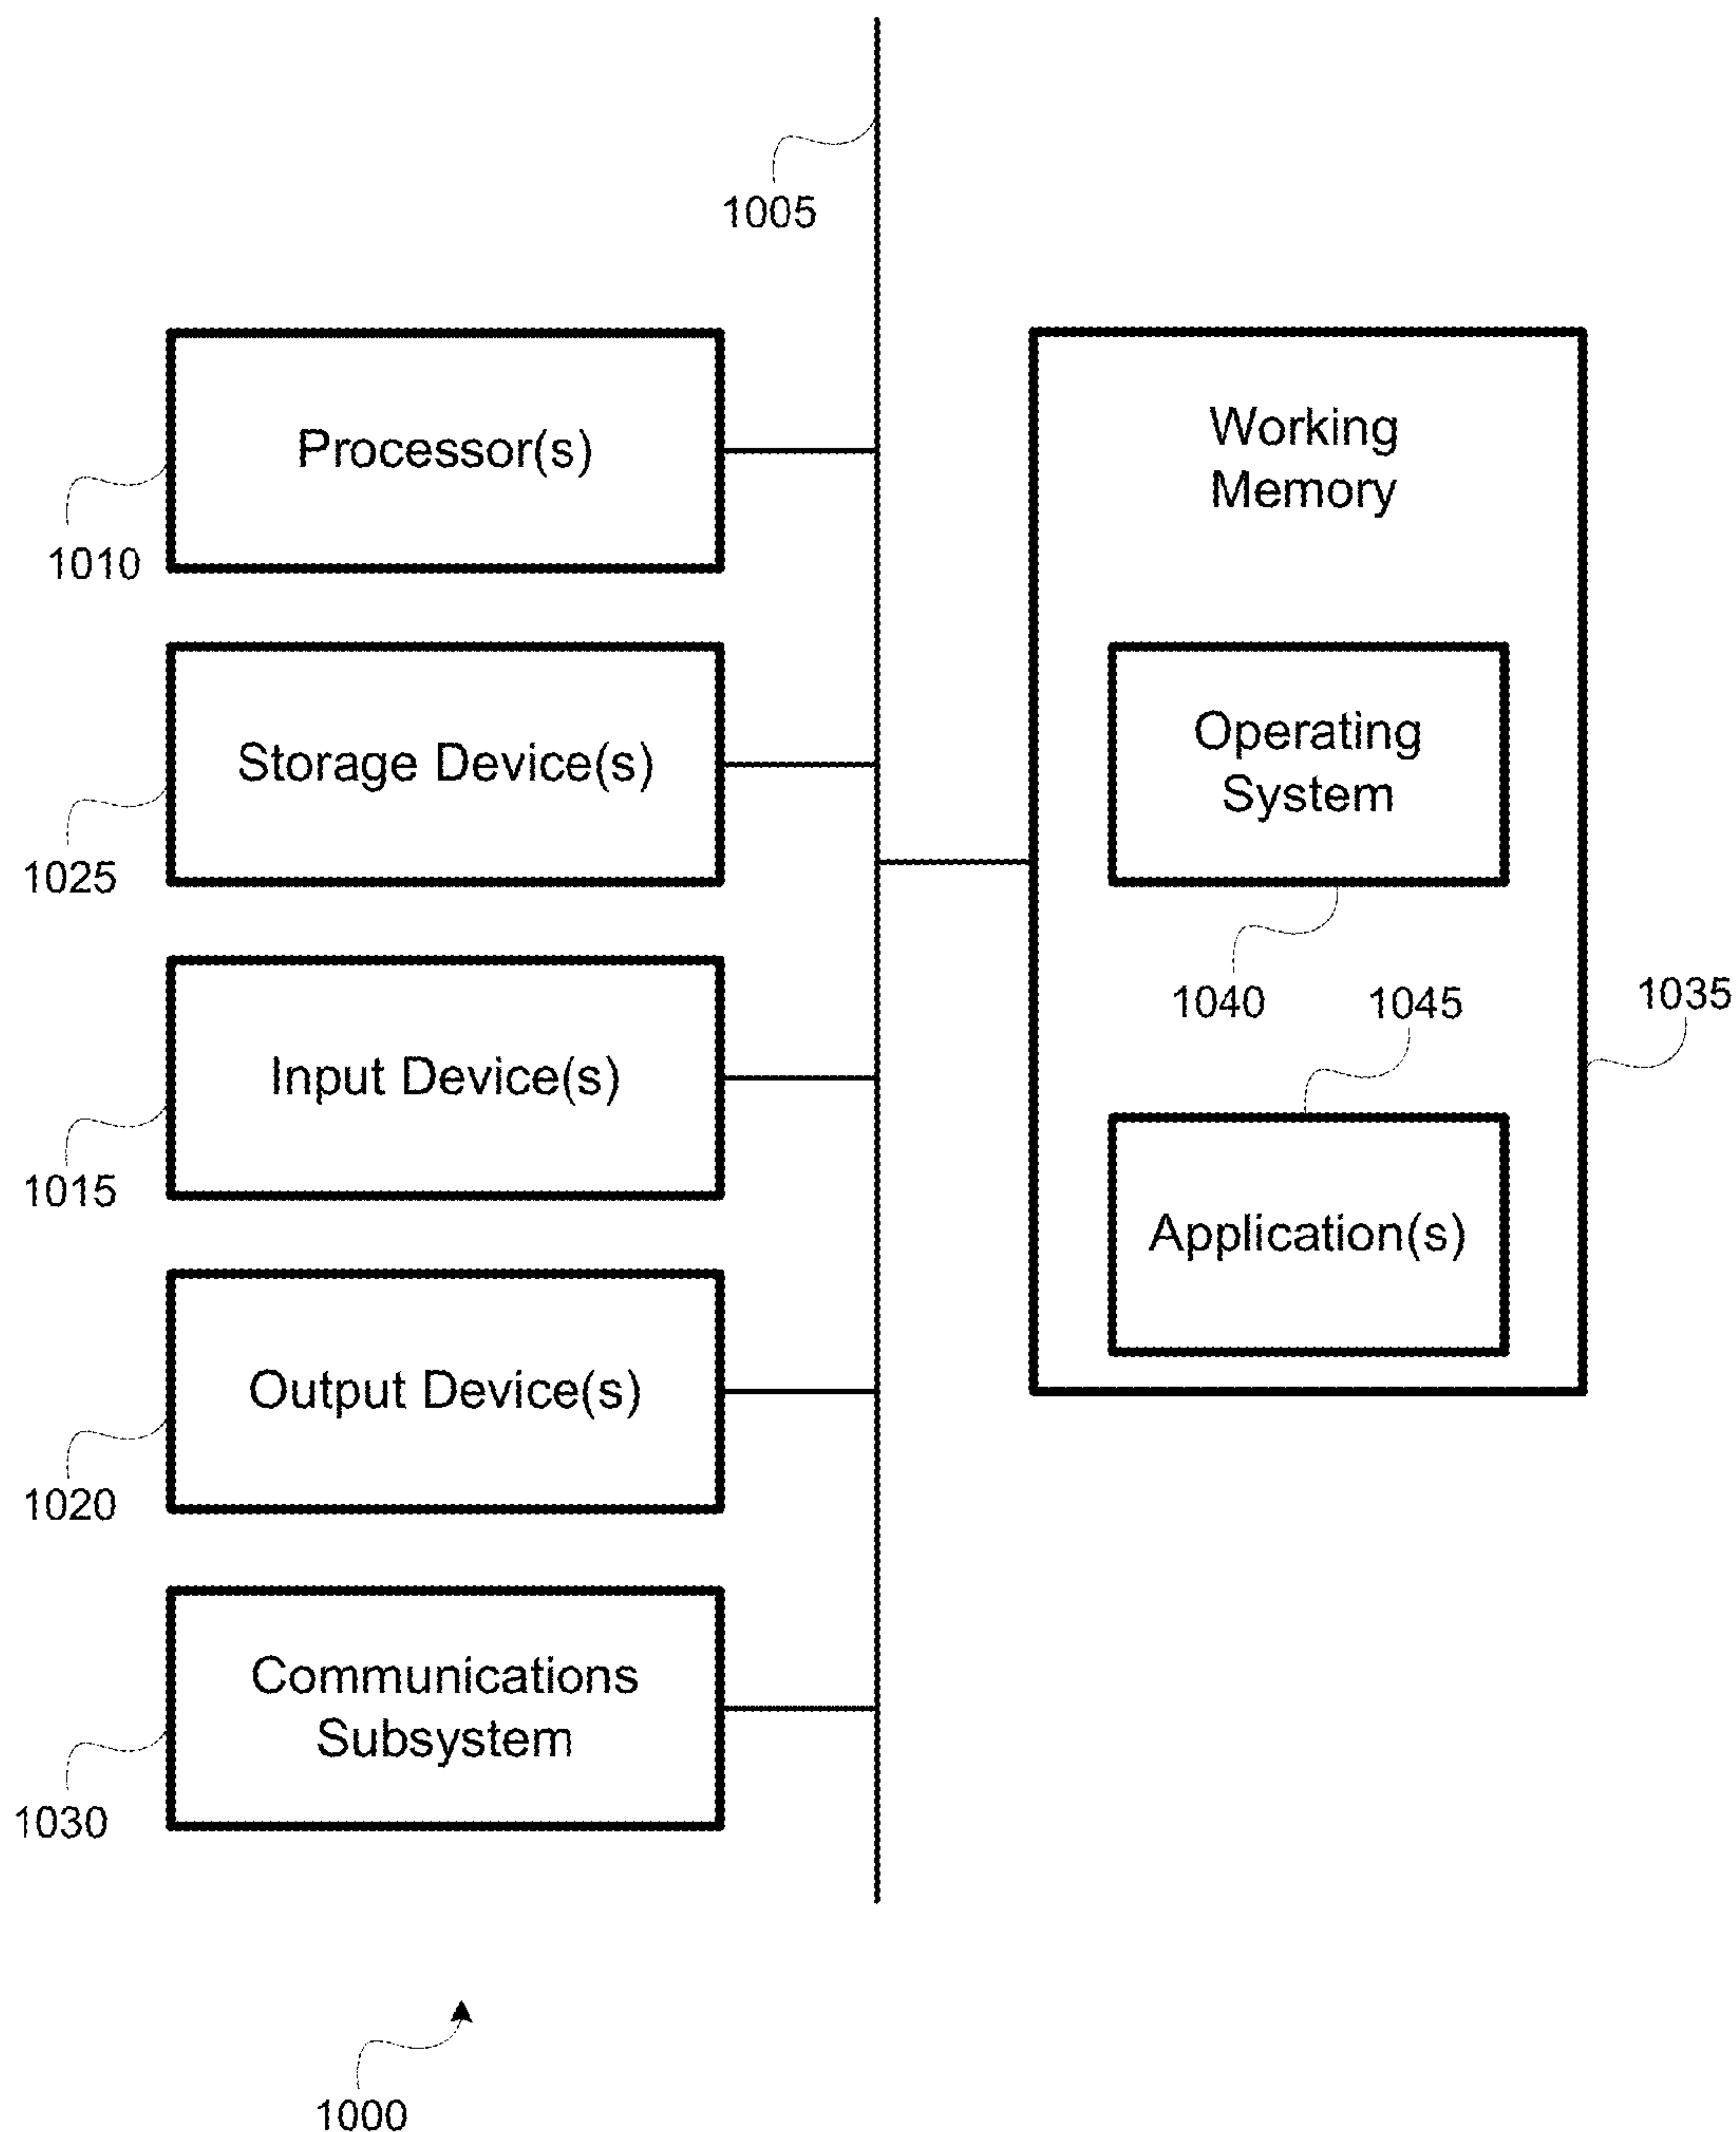 1005
Processor(s)
1010
Storage Device(s)
1025
Input Device(s)
1015
Output Device(s)
1020
Communications
Subsystem
1030
Working
Memory
Operating
System
1040
1045
1035
Application(s)
1000